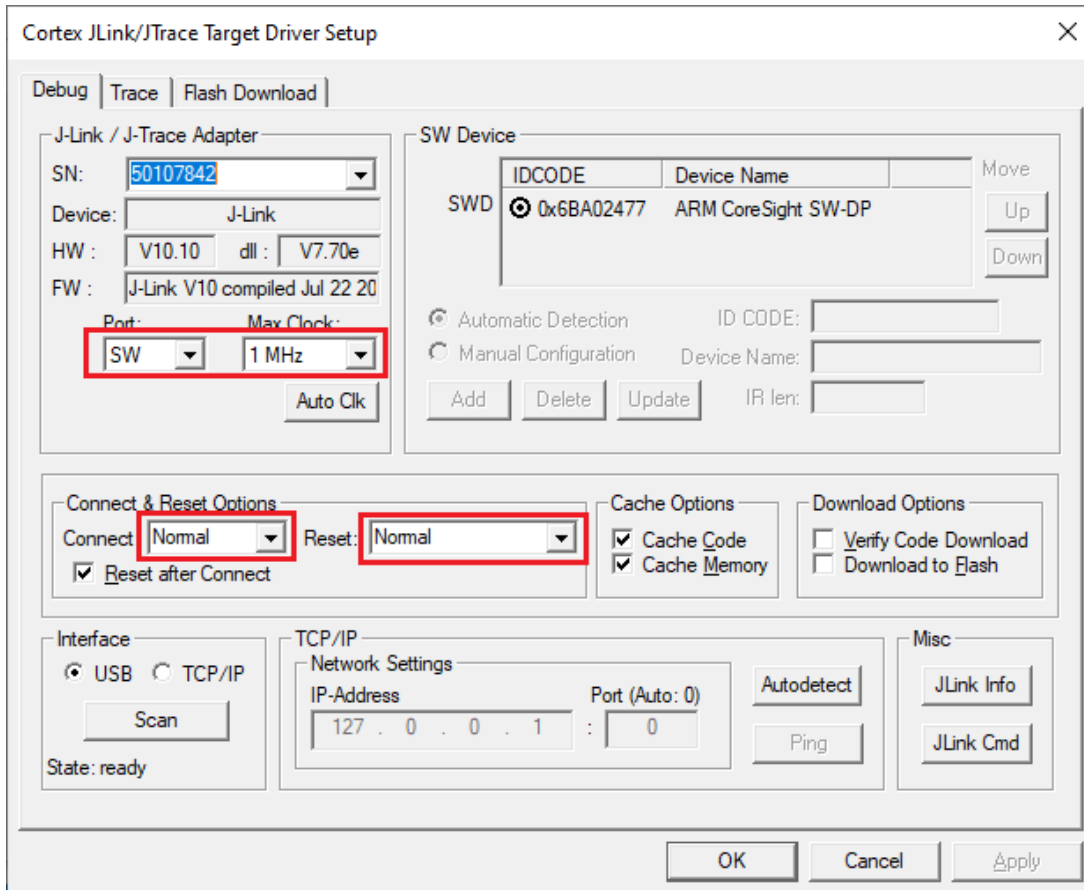 Cortex JLink/JTrace Target Driver Setup
Debug Trace Flash Download
J-Link / J-Trace Adapter
SN: 50107842
Device: J-Link
HW : V10.10 dll : V7.70e
FW : J-Link V10 compiled Jul 22 20
Port: Max Clock:
SW 1 MHz
Auto Clk
SW Device
IDCODE Device Name
SWD 0x6BA02477 ARM CoreSight SW-DP
Move
Up
Down
Automatic Detection ID CODE:
Manual Configuration Device Name:
Add Delete Update IR len:
Connect & Reset Options
Connect Normal Reset: Normal
Reset after Connect
Cache Options
Cache Code
Cache Memory
Download Options
Verify Code Download
Download to Flash
Interface
USB TCP/IP
Scan
State: ready
TCP/IP
Network Settings
IP-Address Port (Auto: 0)
127 . 0 . 0 . 1 : 0
Autodetect
Ping
Misc
JLink Info
JLink Cmd
OK Cancel Apply